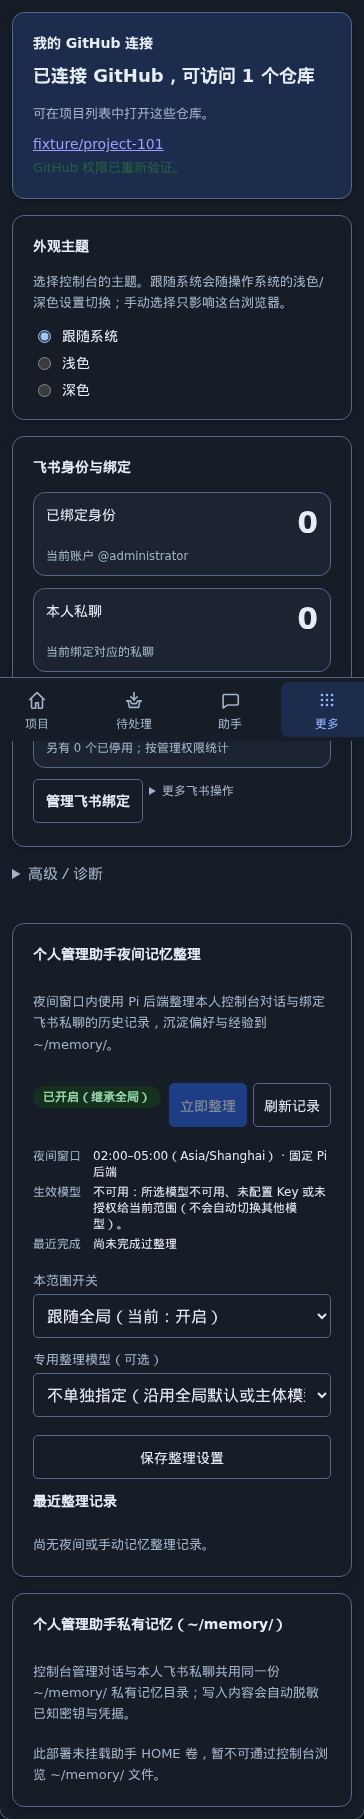 我的 GitHub 连接
已连接 GitHub，可访问 1 个仓库
可在项目列表中打开这些仓库。
fixture/project-101
GitHub 权限已重新验证。
外观主题
选择控制台的主题。跟随系统会随操作系统的浅色/
深色设置切换；手动选择只影响这台浏览器。
跟随系统
浅色
深色
飞书身份与绑定
已绑定身份
0
当前账户 @administrator
本人私聊
0
当前绑定对应的私聊
项目
待处理
助手
更多
另有 0 个已停用；按管理权限统计
管理飞书绑定
更多飞书操作
高级 / 诊断
个人管理助手夜间记忆整理
夜间窗口内使用 Pi 后端整理本人控制台对话与绑定
飞书私聊的历史记录，沉淀偏好与经验到
~/memory/。
已开启（继承全局）
立即整理
刷新记录
夜间窗口 02:00–05:00（Asia/Shanghai） · 固定 Pi
后端
生效模型 不可用：所选模型不可用、未配置 Key 或未
授权给当前范围（不会自动切换其他模
型）。
最近完成 尚未完成过整理
本范围开关
跟随全局（当前：开启）
专用整理模型（可选）
不单独指定（沿用全局默认或主体模
保存整理设置
最近整理记录
尚无夜间或手动记忆整理记录。
个人管理助手私有记忆（~/memory/）
控制台管理对话与本人飞书私聊共用同一份
~/memory/ 私有记忆目录；写入内容会自动脱敏
已知密钥与凭据。
此部署未挂载助手 HOME 卷，暂不可通过控制台浏
览 ~/memory/ 文件。